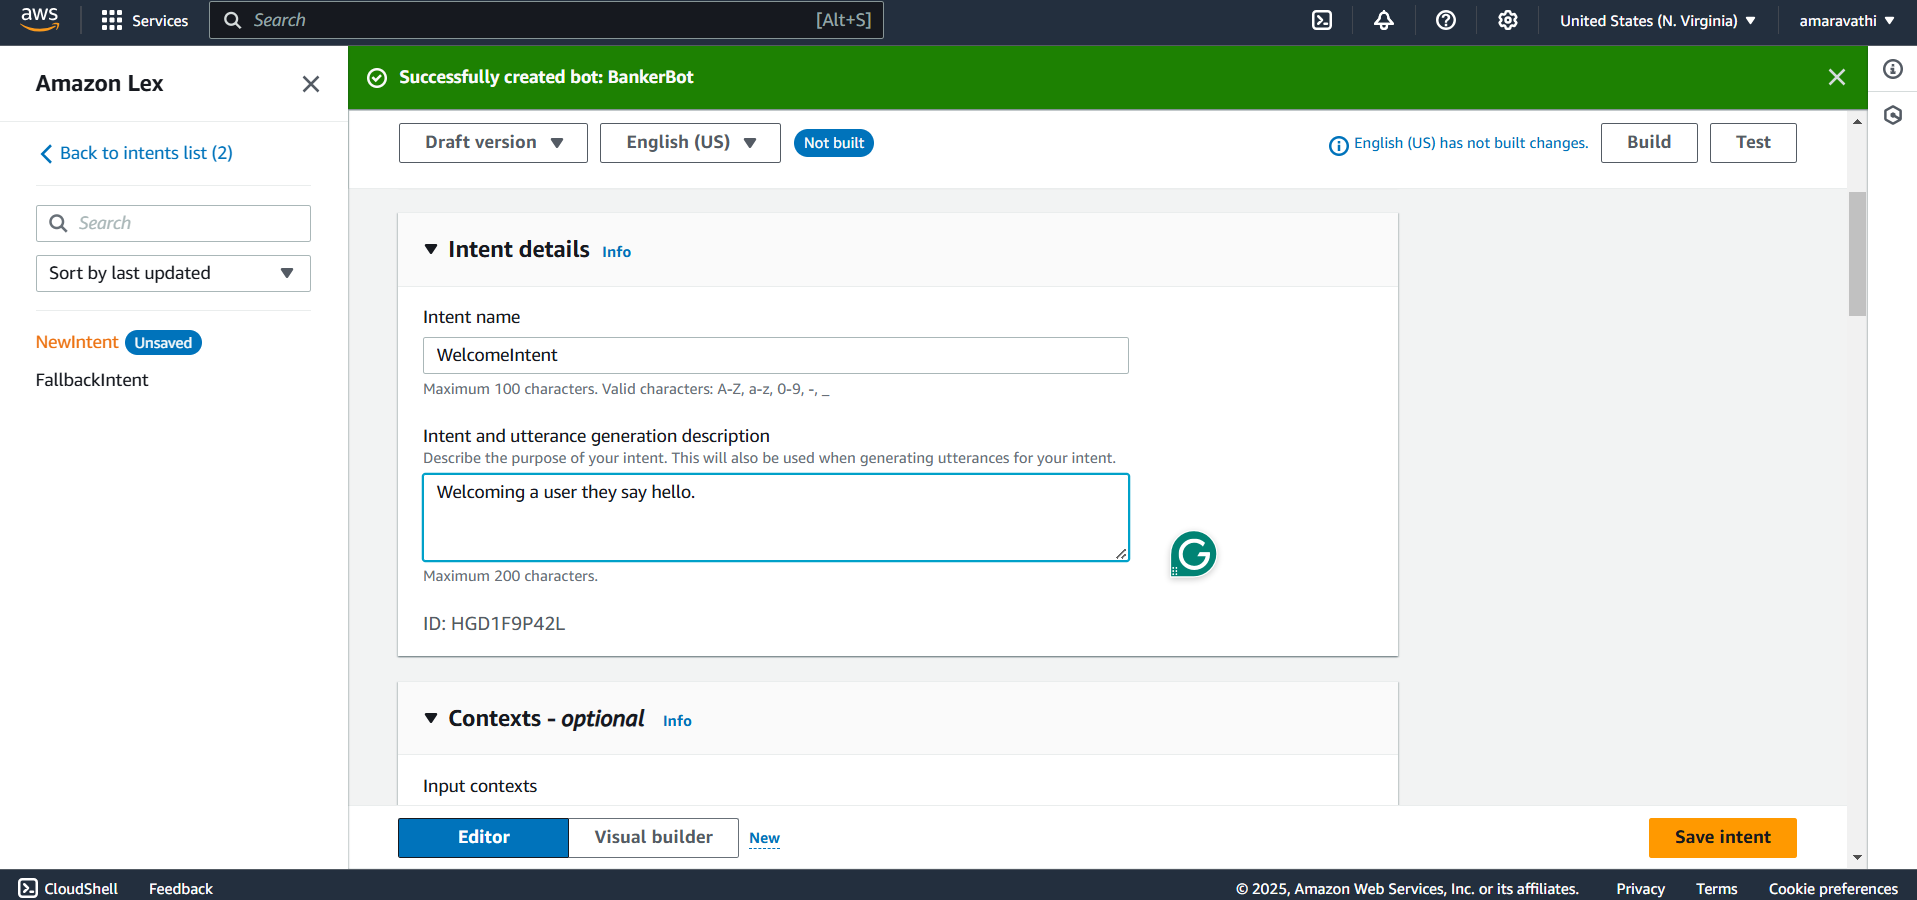 aws Services Search [Alt+S] United States (N. Virginia) amaravathi
Amazon Lex
Successfully created bot: BankerBot
Back to intents list (2)
Draft version English (US) Not built English (US) has not built changes. Build Test
Search
Sort by last updated
NewIntent Unsaved
FallbackIntent
Intent details Info
Intent name
WelcomeIntent
Maximum 100 characters. Valid characters: A-Z, a-z, 0-9, -, _
Intent and utterance generation description
Describe the purpose of your intent. This will also be used when generating utterances for your intent.
Welcoming a user they say hello.
Maximum 200 characters.
ID: HGD1F9P42L
Contexts - optional Info
Input contexts
Editor Visual builder New Save intent
CloudShell Feedback © 2025, Amazon Web Services, Inc. or its affiliates. Privacy Terms Cookie preferences